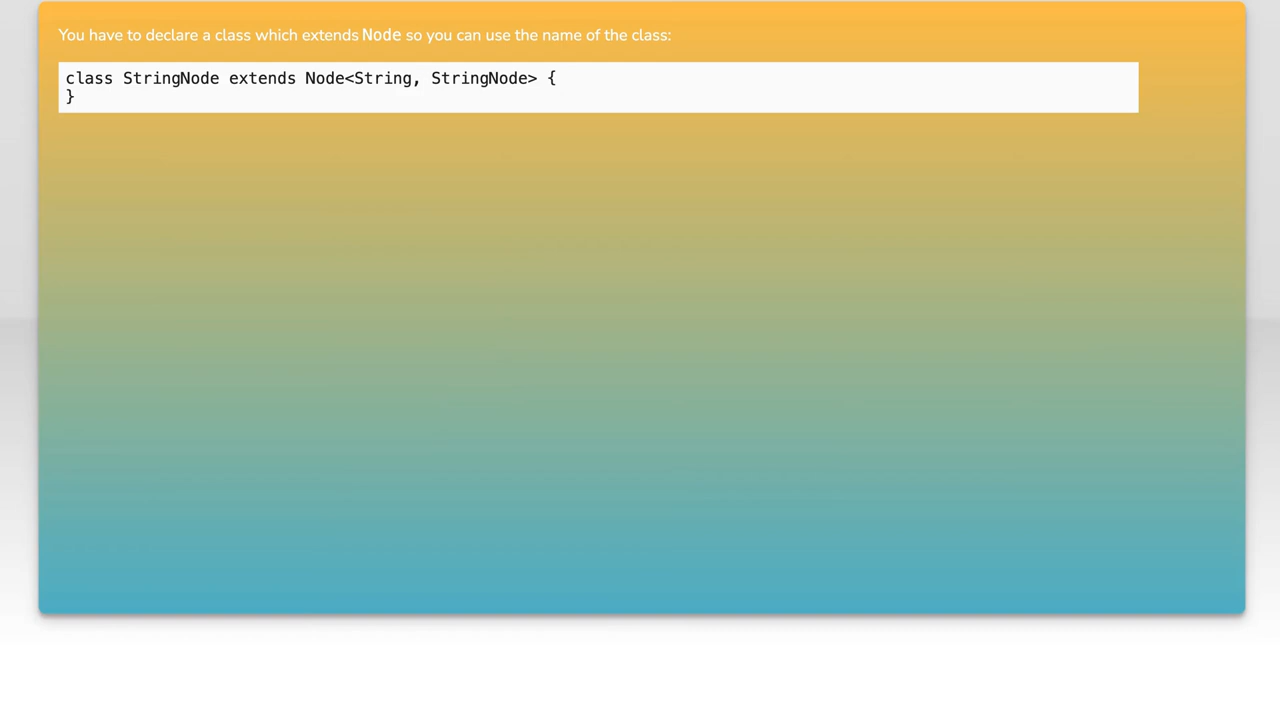 You have to declare a class which extends Node so you can use the name of the class:
class StringNode extends Node<String, StringNode> {
}